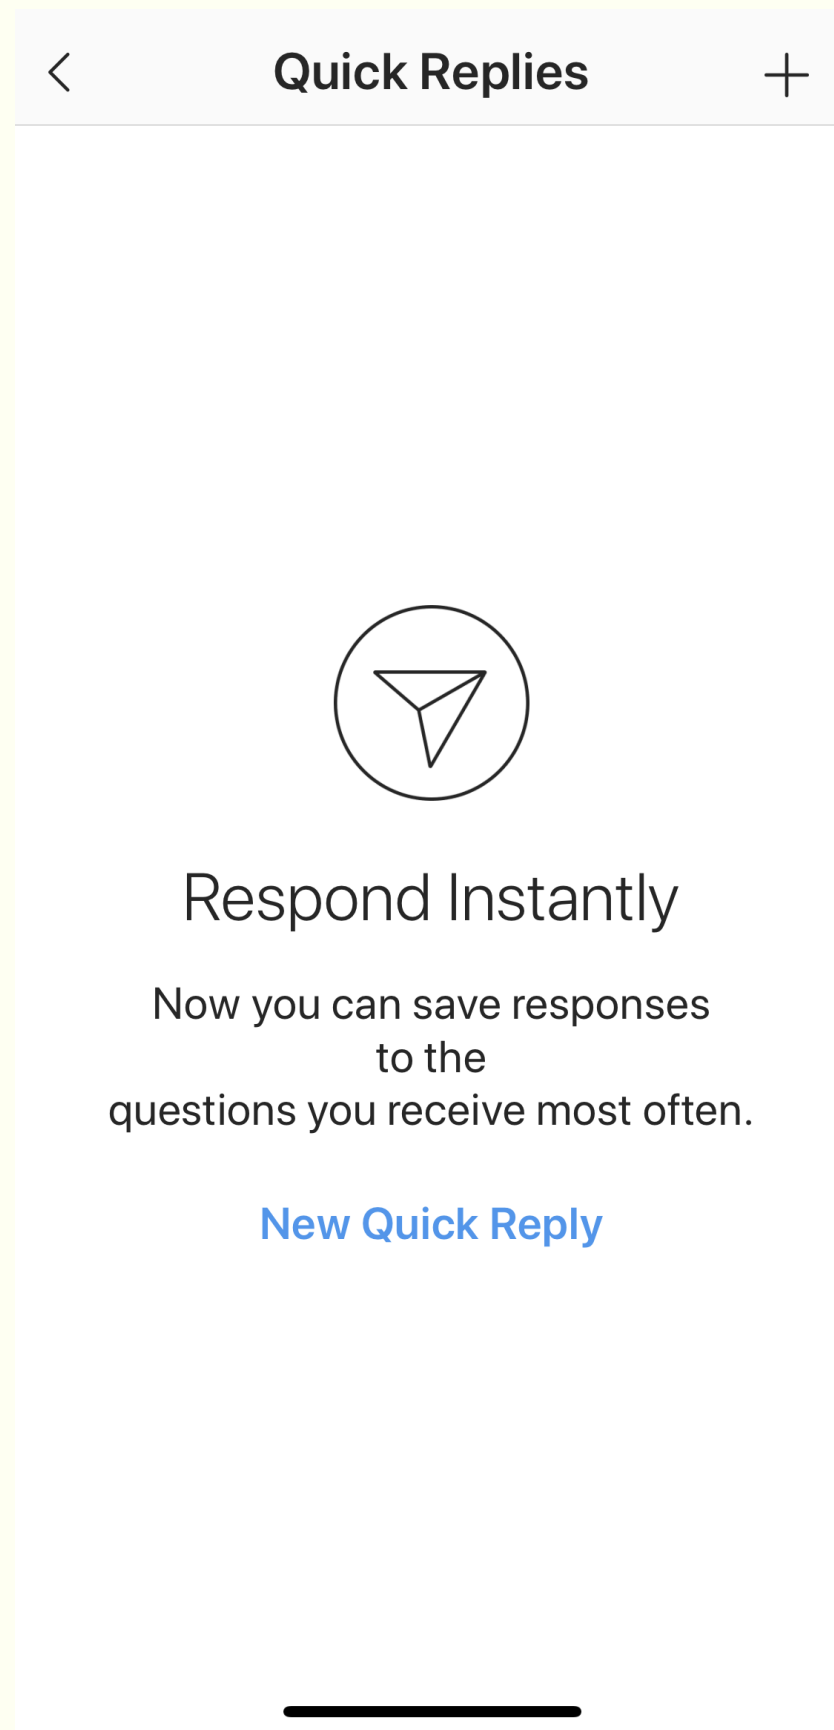 Quick Replies
Respond Instantly
Now you can save responses
to the
questions you receive most often.
New Quick Reply